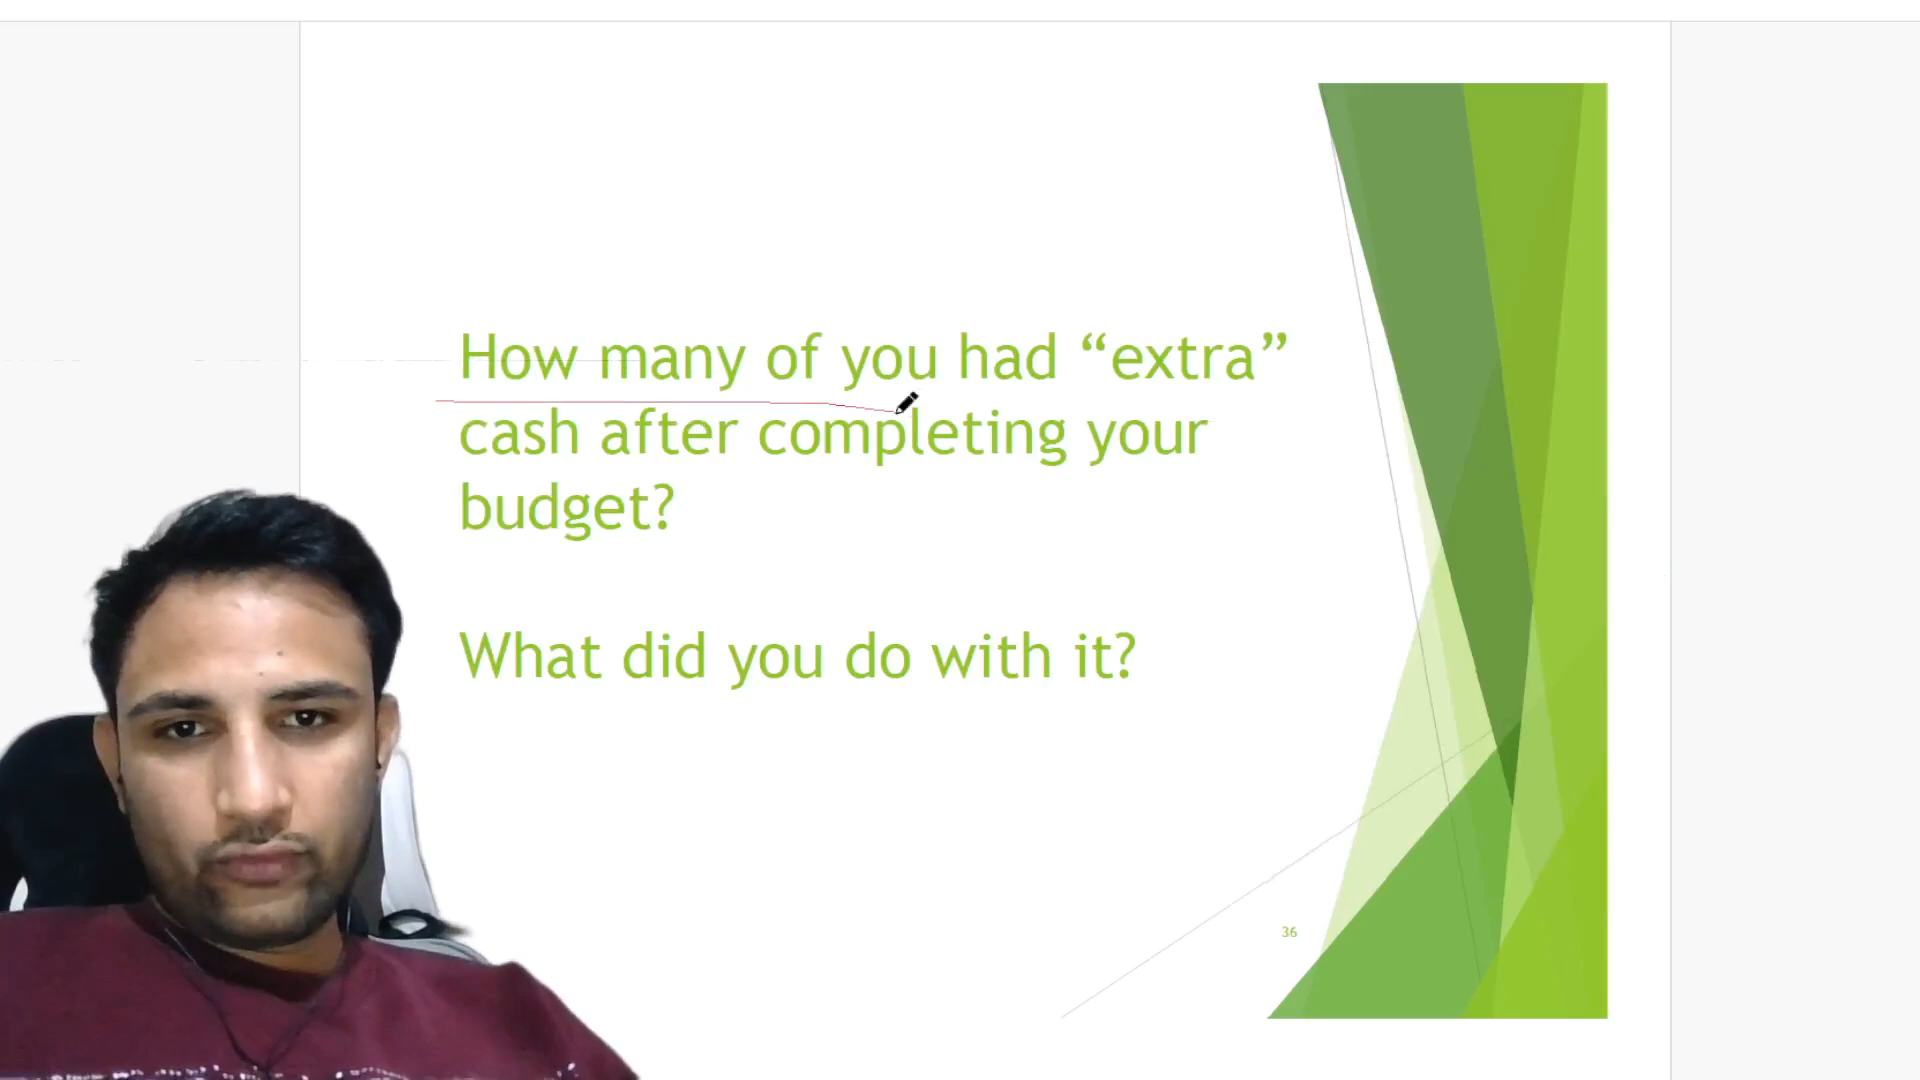 How many of you had “extra”
cash after completing your
budget?
What did you do with it?
36